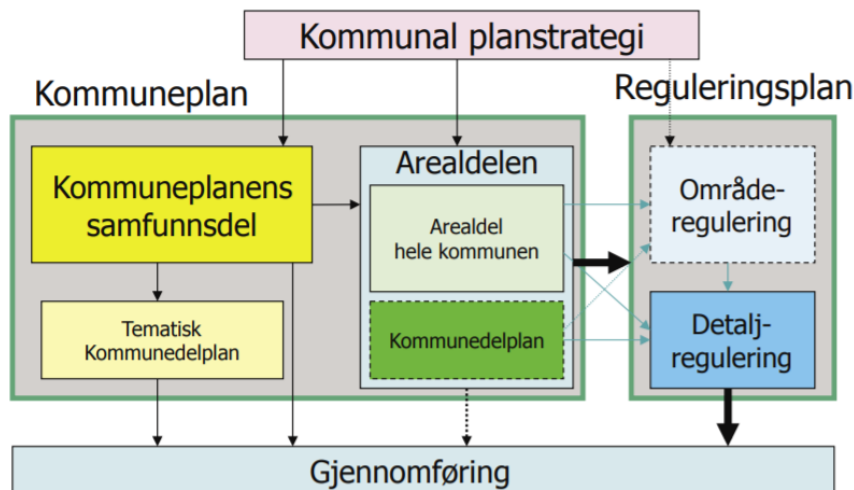 Kommunal planstrategi
Kommuneplan
Reguleringsplan
Kommuneplanens
samfunnsdel
Arealdelen
Arealdel
hele kommunen
Område-
regulering
Tematisk
Kommunedelplan
Kommunedelplan
Detalj-
regulering
Gjennomføring